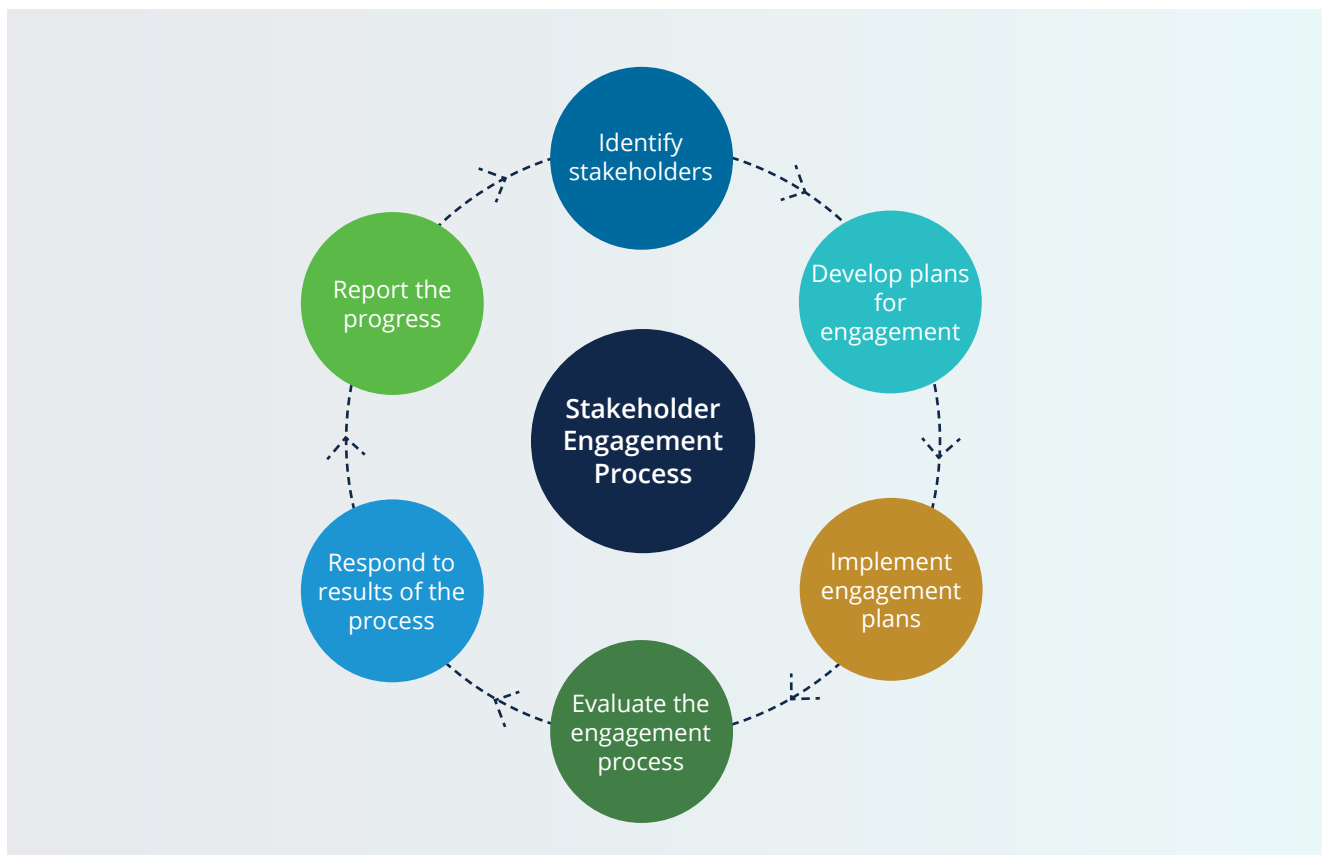 Identify
stakeholders
Develop plans
for
engagement
Implement
engagement
plans
Evaluate the
engagement
process
Respond to
results of the
process
Report the
progress
Stakeholder
Engagement
Process